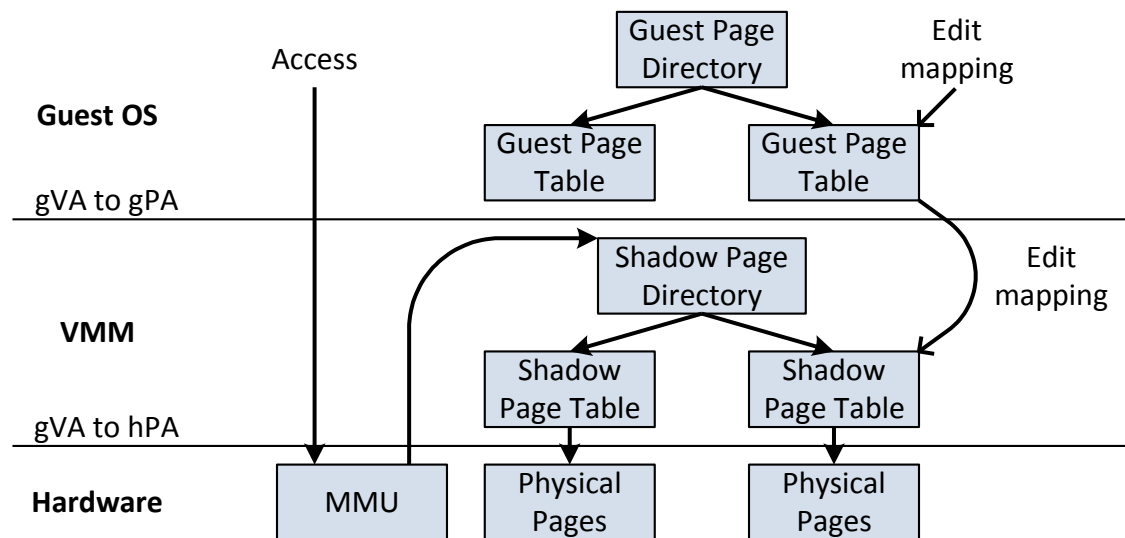 Guest Page
Directory
Edit
mapping
Access
Guest OS
Guest Page
Table
Guest Page
Table
gVA to gPA
Shadow Page
Directory
Edit
mapping
VMM
Shadow
Page Table
Shadow
Page Table
gVA to hPA
Hardware
MMU
Physical
Pages
Physical
Pages